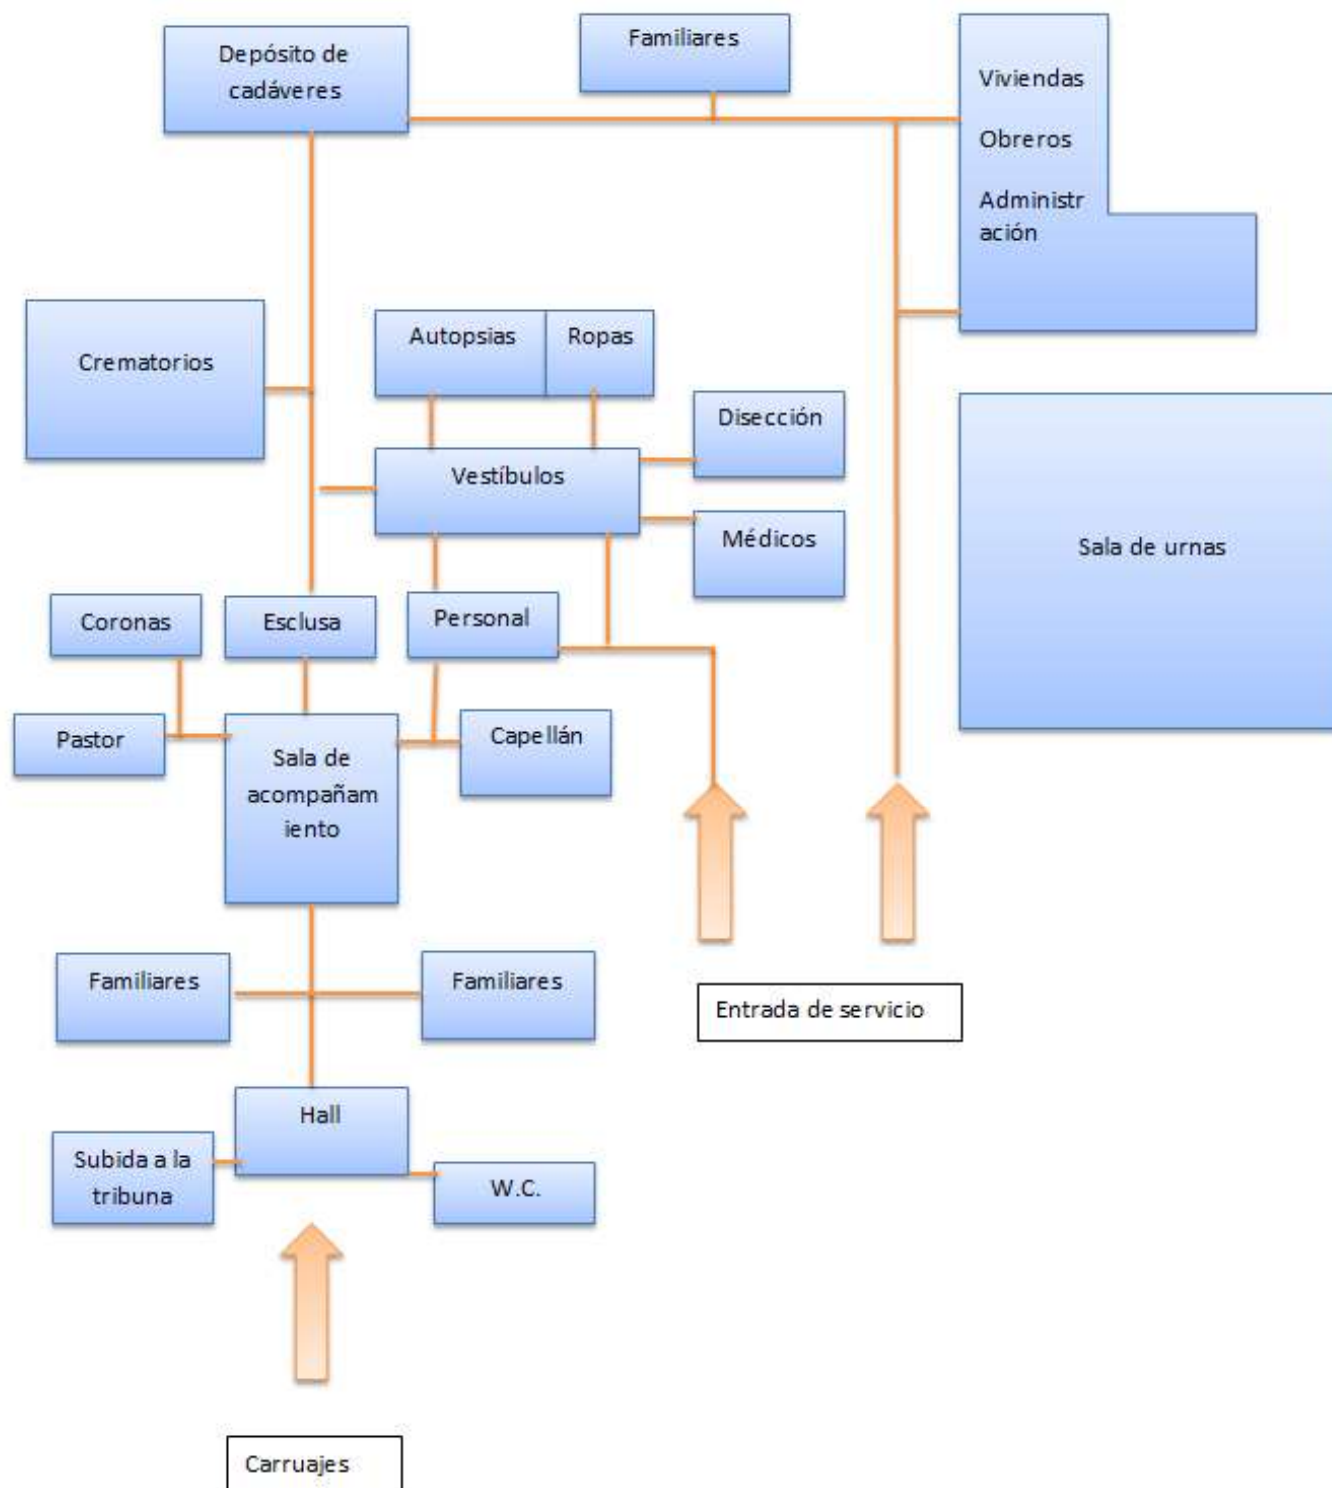 Depósito de
cadáveres
Familiares
Viviendas
Obreros
Administr
ación
Crematorios
Autopsias
Ropas
Disección
Vestíbulos
Médicos
Sala de urnas
Coronas
Esclusa
Personal
Pastor
Sala de
acompañam
iento
Capellán
Familiares
Familiares
Entrada de servicio
Hall
Subida a la
tribuna
W.C.
Carruajes